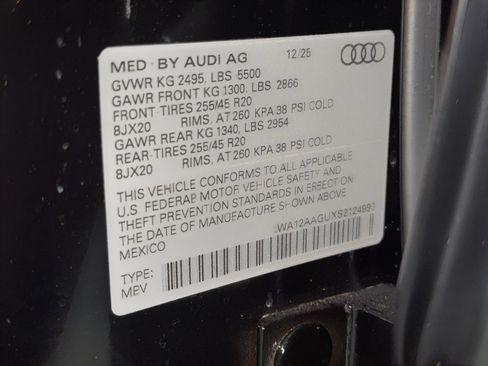 MFD BY AUDI AG 12/25
GVWR KG 2495, LBS 5500
GAWR FRONT KG 1300, LBS 2866
FRONT-TIRES 255/45 R20
8JX20 RIMS, AT 260 KPA 38 PSI COLD
GAWR REAR KG 1340, LBS 2954
REAR-TIRES 255/45 R20
8JX20 RIMS, AT 260 KPA 38 PSI COLD
THIS VEHICLE CONFORMS TO ALL APPLICABLE
U.S FEDERAL MOTOR VEHICLE SAFETY AND
THEFT PREVENTION STANDARDS IN EFFECT ON
THE DATE OF MANUFACTURE SHOWN ABOVE
MEXICO
TYPE:
MPV